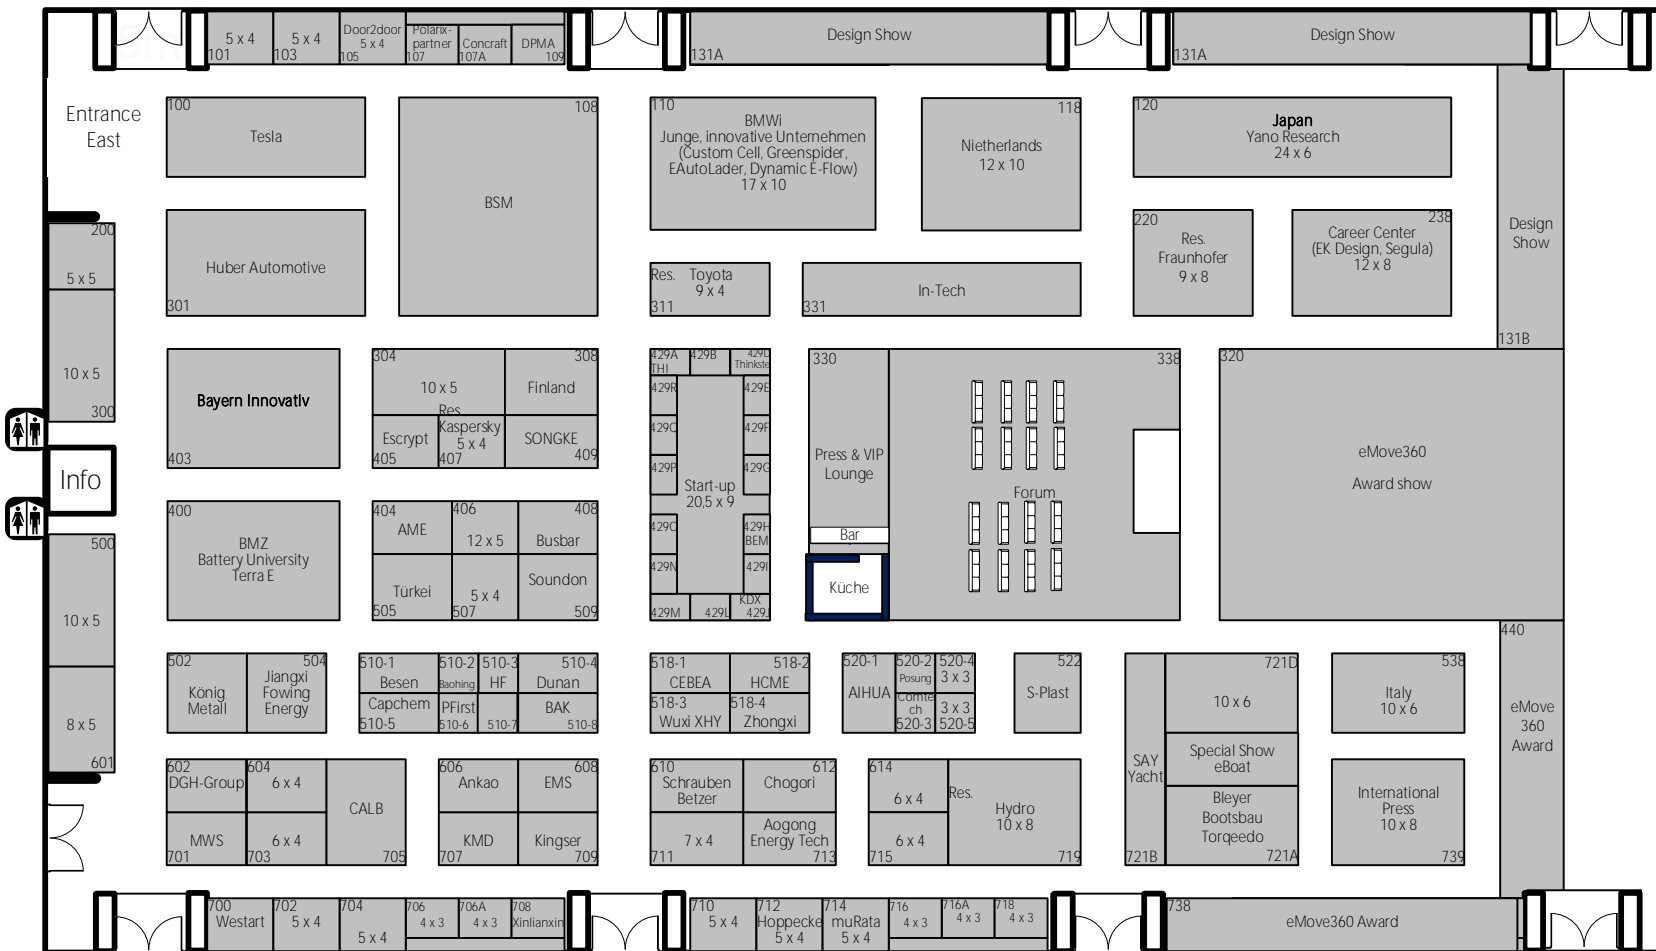 5 x 4
101
5 x 4
103
Door2door
5 x 4
105
Polarix-
partner
107
Concraft
107A
DPMA
109
Design Show
131A
Design Show
131A
Entrance
East
100
Tesla
108
BSM
110
BMWi
Junge, innovative Unternehmen
(Custom Cell, Greenspider,
EAutoLader, Dynamic E-Flow)
17 x 10
118
Nietherlands
12 x 10
120
Japan
Yano Research
24 x 6
200
5 x 5
Huber Automotive
301
Res. Toyota
9 x 4
311
In-Tech
331
220
Res.
Fraunhofer
9 x 8
238
Career Center
(EK Design, Segula)
12 x 8
Design
Show
131B
10 x 5
300
Bayern Innovativ
403
304
10 x 5
Res.
308
Finland
Escrypt
405
Kaspersky
5 x 4
407
SONGKE
409
429A
THI
429B
429D
Thinkste
429R
429E
429Q
429F
429P
429G
Start-up
20,5 x 9
429O
429H
BEM
429N
429I
429M
429L
KDX
429J
330
Press & VIP
Lounge
Bar
Küche
338
Forum
320
eMove360
Award show
Info
400
BMZ
Battery University
Terra E
404
AME
406
12 x 5
408
Busbar
Türkei
505
5 x 4
507
Soundon
509
500
10 x 5
8 x 5
601
502
König
Metall
504
Jiangxi
Fowing
Energy
510-1
Besen
510-2
Baohing
510-3
HF
510-4
Dunan
Capchem
510-5
PFirst
510-6
510-7
BAK
510-8
518-1
CEBEA
518-2
HCME
518-3
Wuxi XHY
518-4
Zhongxi
520-1
AIHUA
520-2
Posung
520-4
3 x 3
Comte
ch
520-3
3 x 3
520-5
522
S-Plast
721D
10 x 6
538
Italy
10 x 6
440
eMove
360
Award
602
DGH-Group
604
6 x 4
CALB
705
MWS
701
6 x 4
703
606
Ankao
608
EMS
KMD
707
Kingser
709
610
Schrauben
Betzer
612
Chogori
7 x 4
711
Aogong
Energy Tech
713
614
6 x 4
6 x 4
715
Res.
Hydro
10 x 8
719
SAY
Yacht
721B
Special Show
eBoat
Bleyer
Bootsbau
Torqeedo
721A
International
Press
10 x 8
739
700
Westart
702
5 x 4
704
5 x 4
706
4 x 3
706A
4 x 3
708
Xinlianxin
710
5 x 4
712
Hoppecke
5 x 4
714
muRata
5 x 4
716
4 x 3
716A
4 x 3
718
4 x 3
738
eMove360 Award